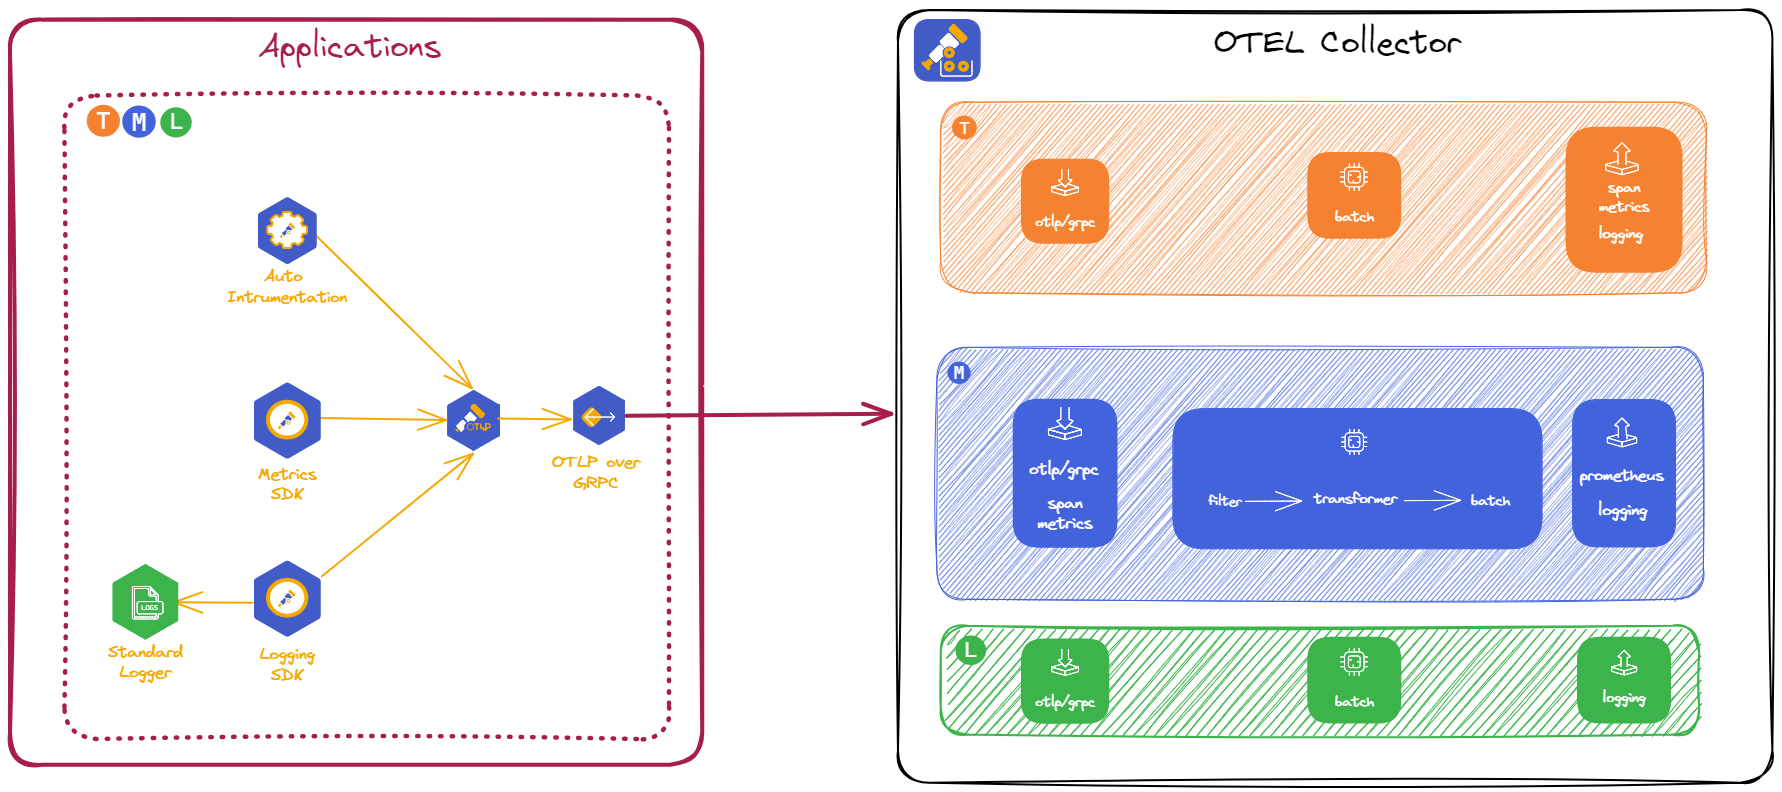 Applications
T M L
Auto
Intrumentation
Metrics
SDK
OTLP
OTLP over
GRPC
LOGS
Standard
Logger
Logging
SDK
OTEL Collector
T
otlp/grpc
batch
span
metrics
logging
M
otlp/grpc
span
metrics
filter
transformer
batch
prometheus
logging
L
otlp/grpc
batch
logging